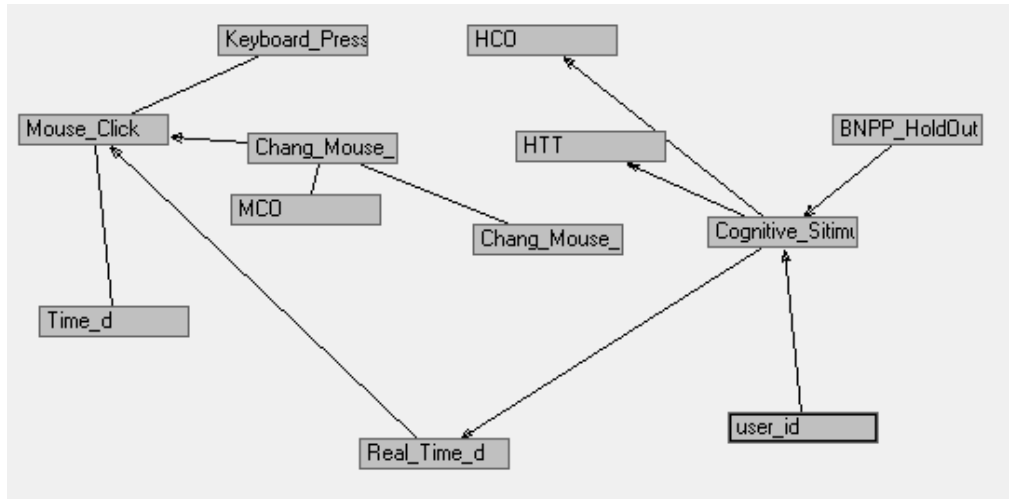 Keyboard_Press
HCO
Mouse_Click
BNPP_HoldOut
Chang_Mouse_
HTT
MCO
Chang_Mouse_
Cognitive_Sitimu
Time_d
user_id
Real_Time_d